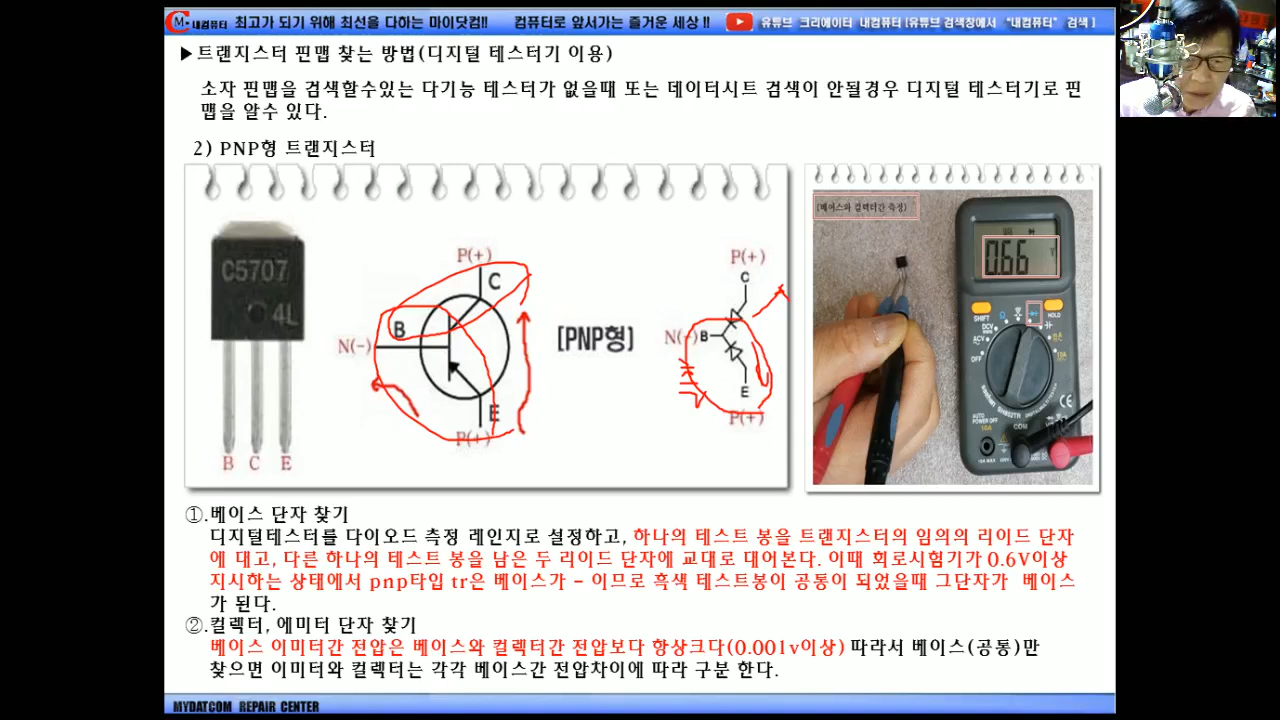 C M- 내컴퓨터 최고가 되기 위해 최선을 다하는 마이닷컴!! 컴퓨터로 앞서가는 즐거운 세상 !! 유튜브 크리에이터 내컴퓨터 [유튜브 검색창에서 "내컴퓨터" 검색 ]
▶트랜지스터 핀맵 찾는 방법(디지털 테스터기 이용)
소자 핀맵을 검색할수있는 다기능 테스터가 없을때 또는 데이터시트 검색이 안될경우 디지털 테스터기로 핀
맵을 알수 있다.
2) PNP형 트랜지스터
C5707
4L
B C E
P(+)
C
B
N(-)
E
P(+)
[PNP형]
P(+)
C
N(-) B
E
P(+)
[베이스와 컬렉터간 측정]
0.66 V
SHIFT
HOLD
DCV
ACV
OFF
10A
AUTO POWER OFF
10A
COM
CE
①.베이스 단자 찾기
디지털테스터를 다이오드 측정 레인지로 설정하고, 하나의 테스트 봉을 트랜지스터의 임의의 리이드 단자
에 대고, 다른 하나의 테스트 봉을 남은 두 리이드 단자에 교대로 대어본다. 이때 회로시험기가 0.6V이상
지시하는 상태에서 pnp타입 tr은 베이스가 - 이므로 흑색 테스트봉이 공통이 되었을때 그단자가 베이스
가 된다.
②.컬렉터, 에미터 단자 찾기
베이스 이미터간 전압은 베이스와 컬렉터간 전압보다 항상크다(0.001v이상) 따라서 베이스(공통)만
찾으면 이미터와 컬렉터는 각각 베이스간 전압차이에 따라 구분 한다.
MYDATCOM REPAIR CENTER